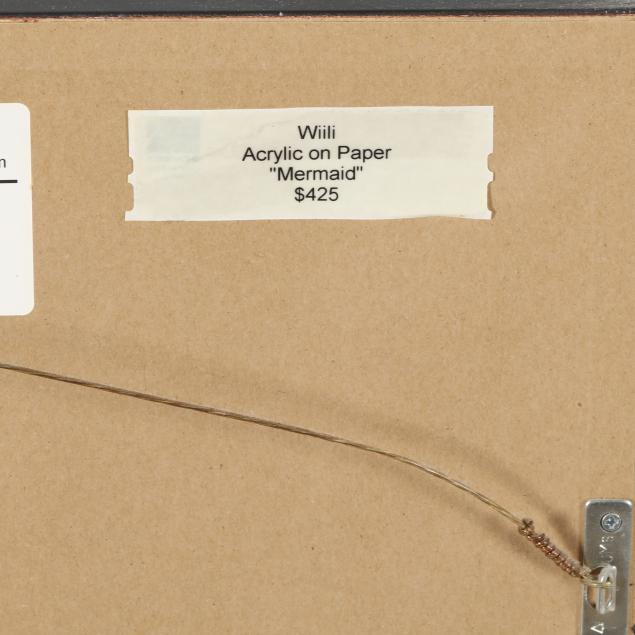 Wiili
Acrylic on Paper
"Mermaid"
$425